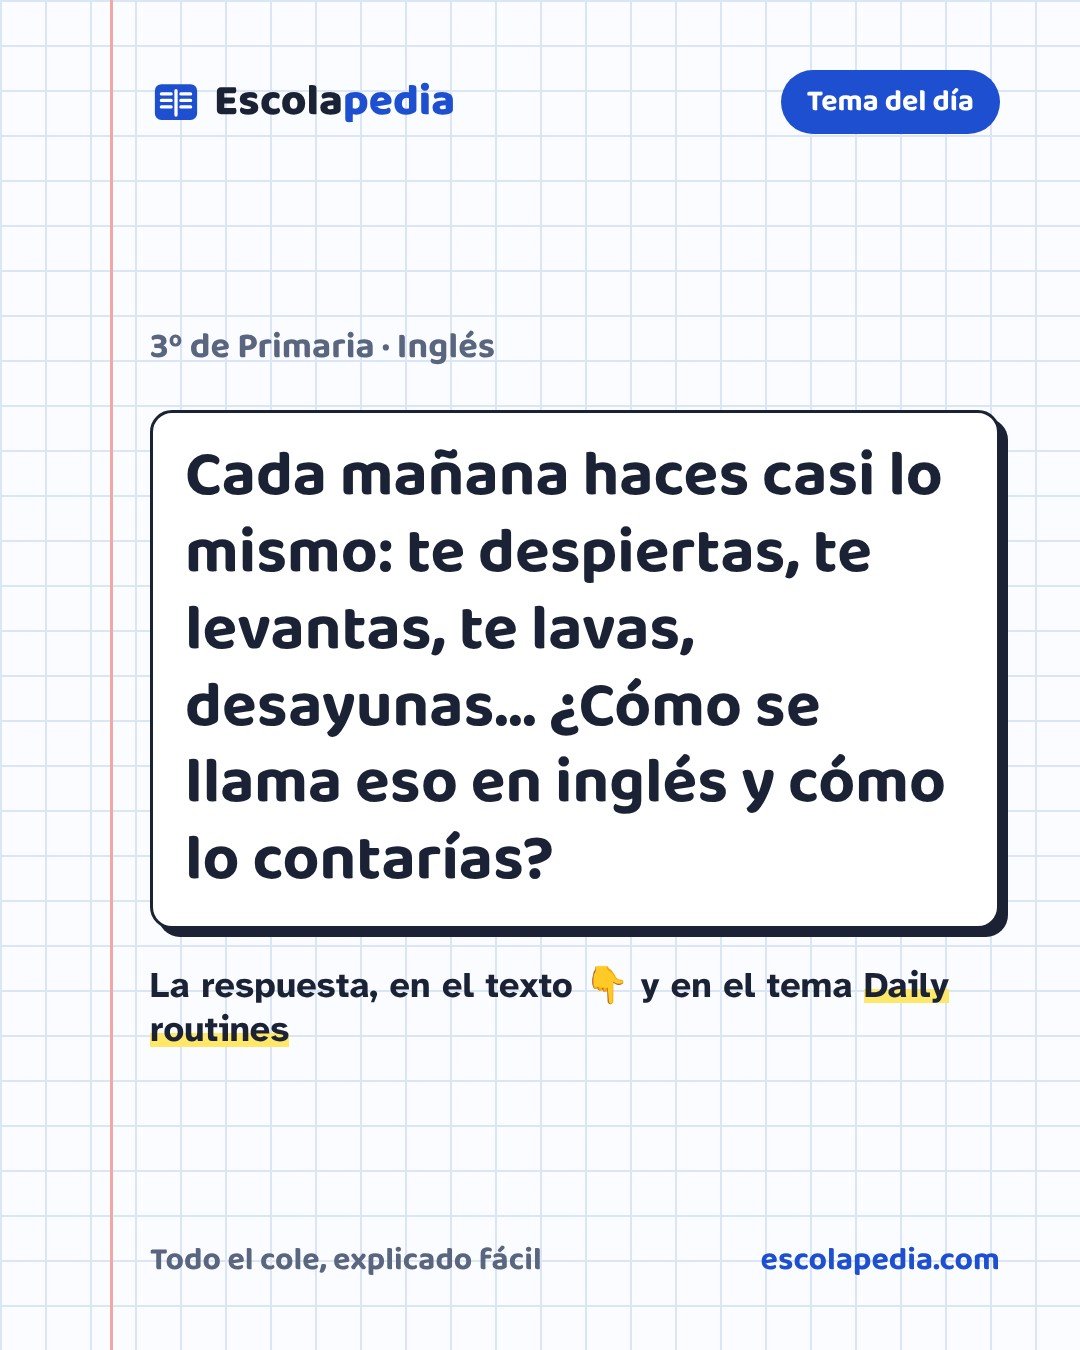 Escolapedia
Tema del día
3º de Primaria · Inglés
Cada mañana haces casi lo
mismo: te despiertas, te
levantas, te lavas,
desayunas... ¿Cómo se
llama eso en inglés y cómo
lo contarías?
La respuesta, en el texto 👇 y en el tema Daily
routines
Todo el cole, explicado fácil
escolapedia.com